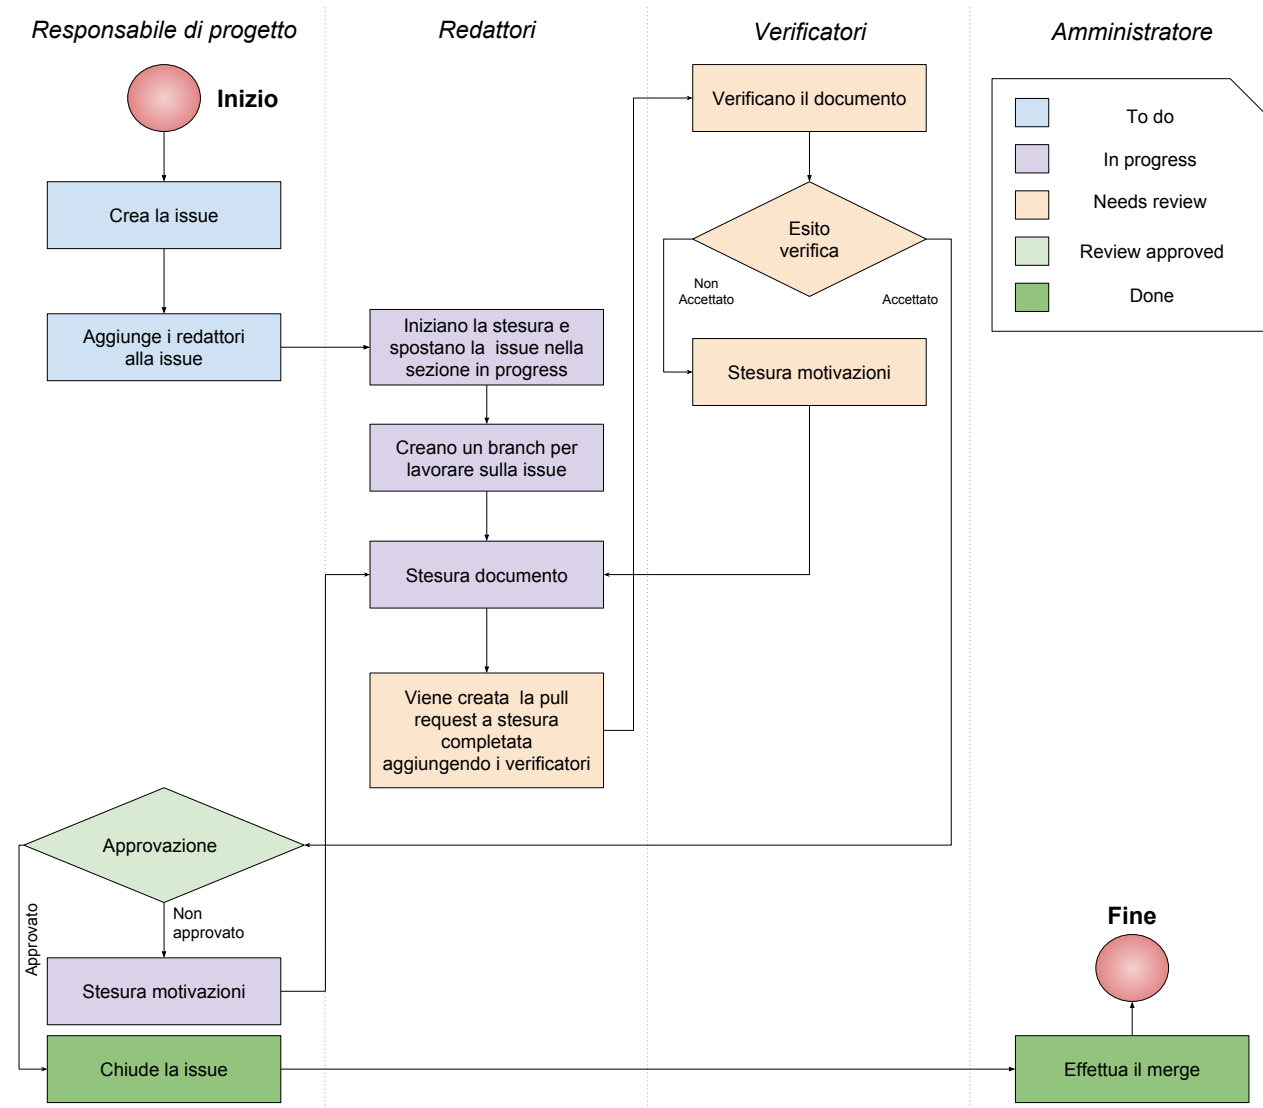 Responsabile di progetto
Redattori
Verificatori
Amministratore
Inizio
Crea la issue
Aggiunge i redattori
alla issue
Iniziano la stesura e
spostano la issue nella
sezione in progress
Creano un branch per
lavorare sulla issue
Stesura documento
Viene creata la pull
request a stesura
completata
aggiungendo i verificatori
Verificano il documento
Esito
verifica
Non
Accettato
Accettato
Stesura motivazioni
To do
In progress
Needs review
Review approved
Done
Approvazione
Approvato
Non
approvato
Stesura motivazioni
Chiude la issue
Fine
Effettua il merge